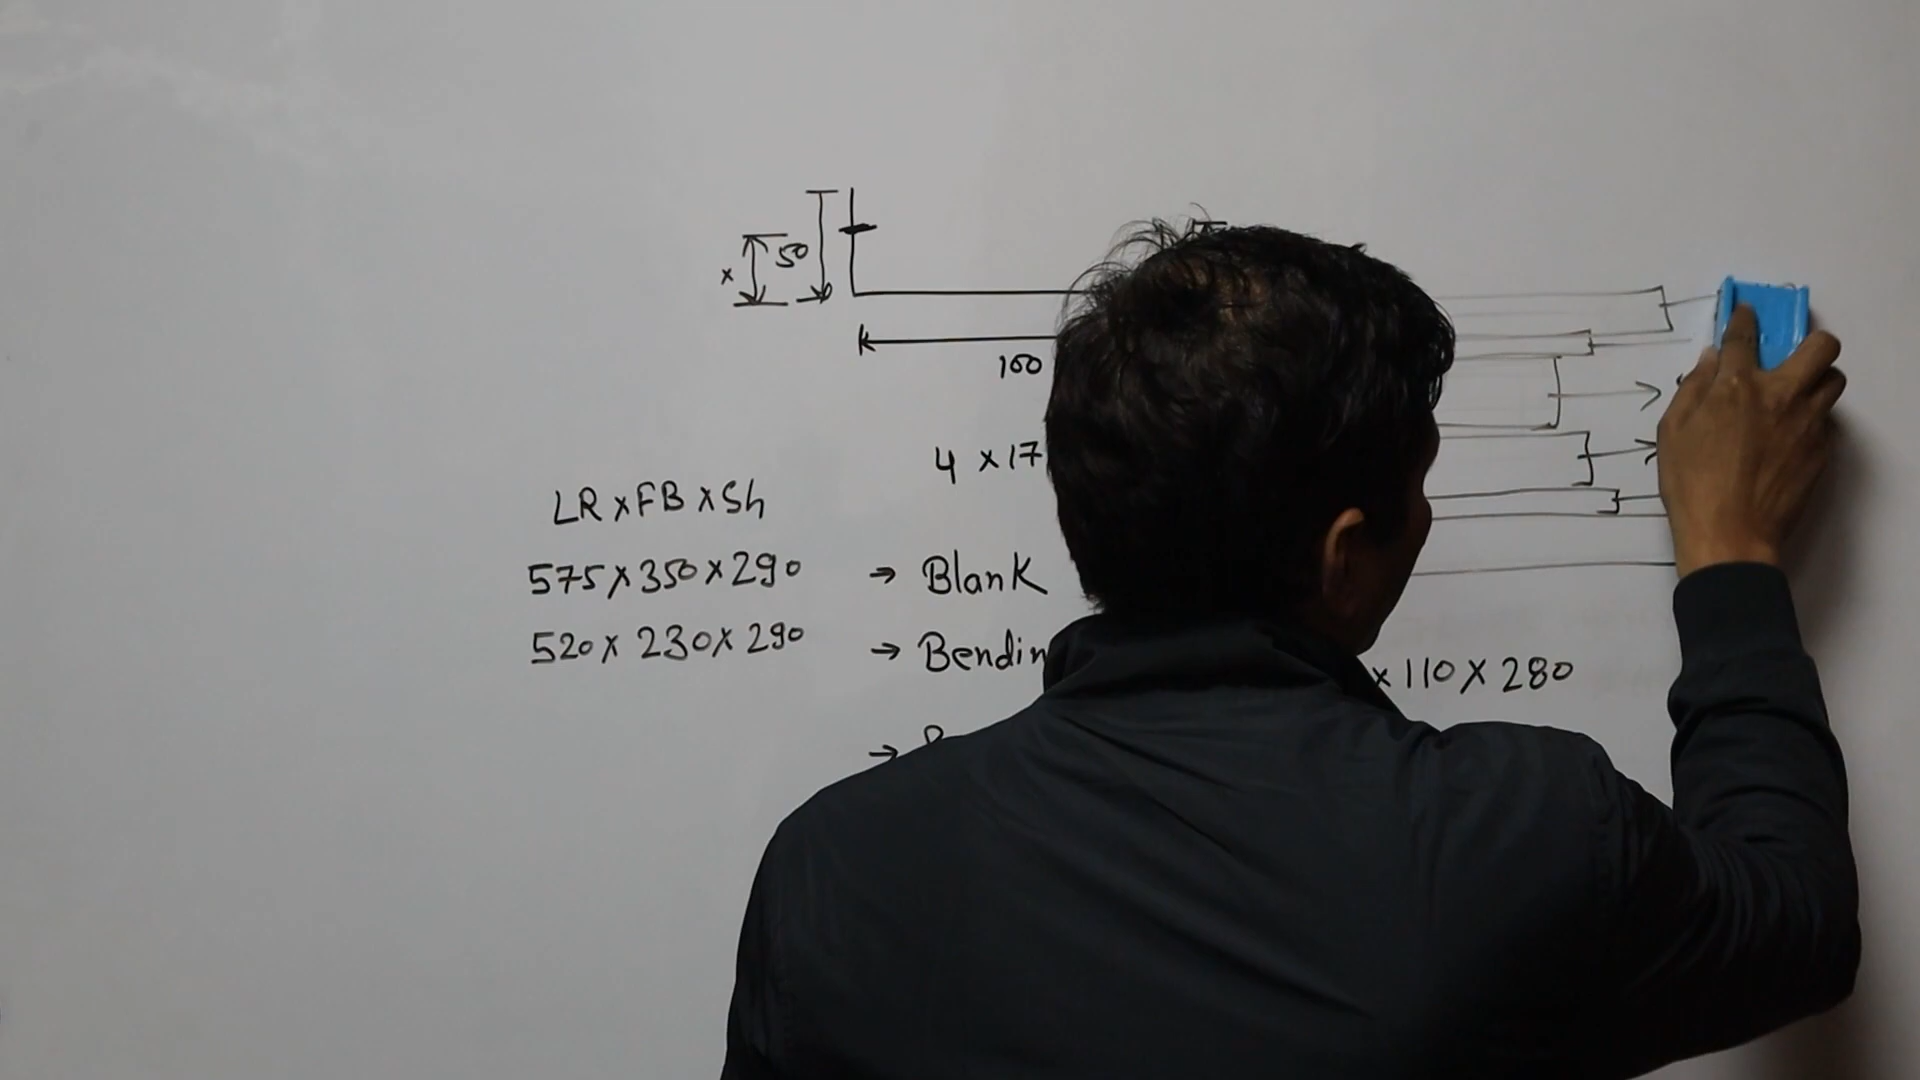 50
x
100
4 x 17
LR x FB x Sh
575 x 350 x 290 → Blank
520 x 230 x 290 → Bendin
x 110 x 280
→